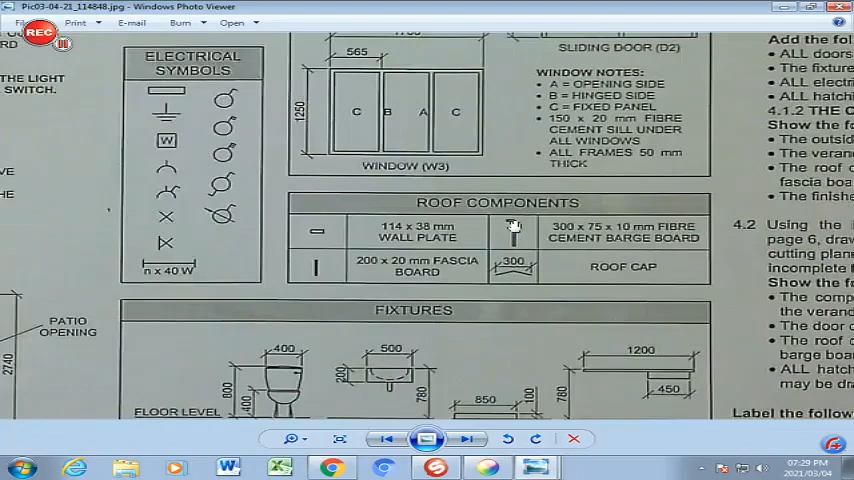 Pic03-04-21_114848.jpg - Windows Photo Viewer
Print
E-mail
Burn
Open
REC
THE LIGHT
SWITCH.
ELECTRICAL
SYMBOLS
W
n x 40 W
565
1250
C
B
A
C
WINDOW (W3)
SLIDING DOOR (D2)
WINDOW NOTES:
• A = OPENING SIDE
• B = HINGED SIDE
• C = FIXED PANEL
• 150 x 20 mm FIBRE
CEMENT SILL UNDER
ALL WINDOWS
• ALL FRAMES 50 mm
THICK
ROOF COMPONENTS
114 x 38 mm
WALL PLATE
300 x 75 x 10 mm FIBRE
CEMENT BARGE BOARD
200 x 20 mm FASCIA
BOARD
300
ROOF CAP
FIXTURES
400
800
400
FLOOR LEVEL
500
200
780
850
100
780
1200
450
PATIO
OPENING
2740
Add the
• ALL doors
• The fixture
• ALL electri
• ALL hatchi
4.1.2 THE
Show the fo
• The outsid
• The veran
• The roof c
fascia boa
• The finishe
4.2 Using the i
page 6, draw
cutting plane
incomplete
Show the fo
• The comp
the verand
• The door
• The roof c
barge boa
• ALL hatch
may be dra
Label the follow
07:29 PM
2021/03/04